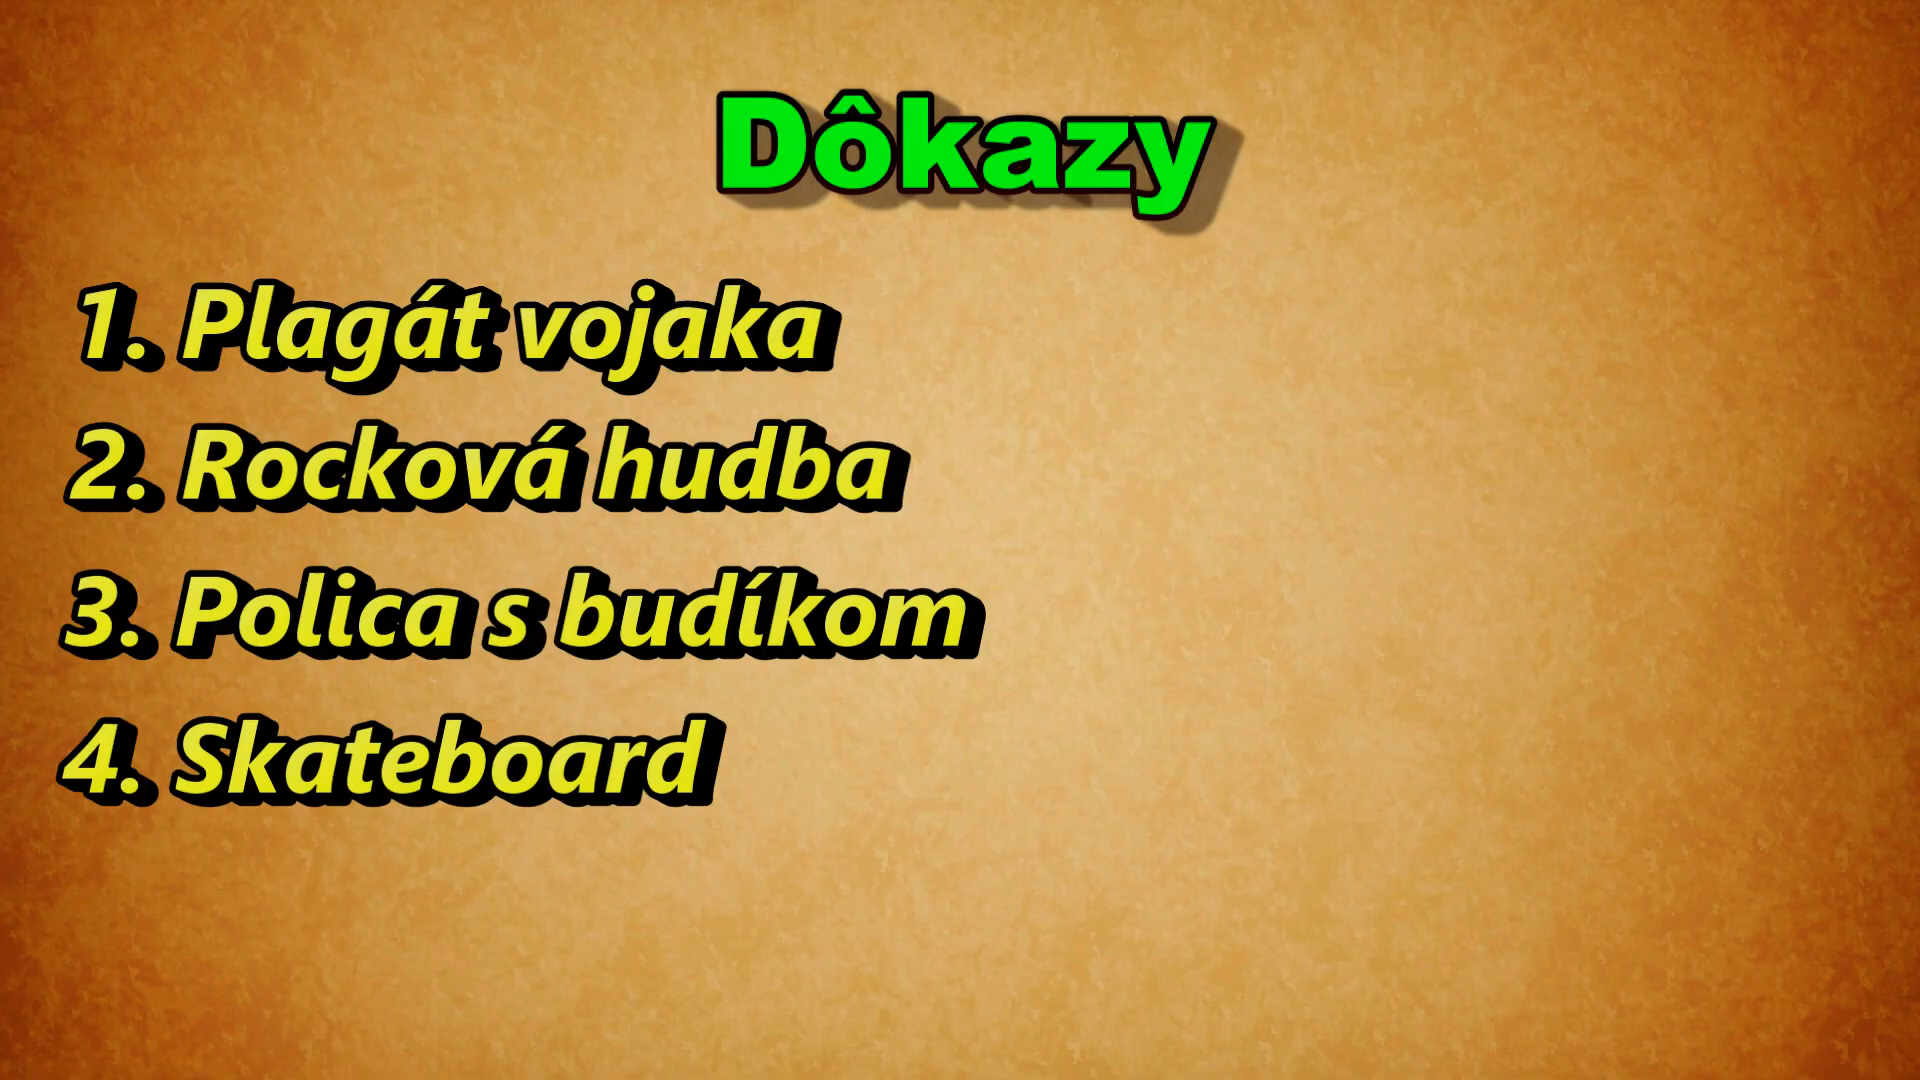 Dôkazy
1. Plagát vojaka
2. Rocková hudba
3. Polica s budíkom
4. Skateboard